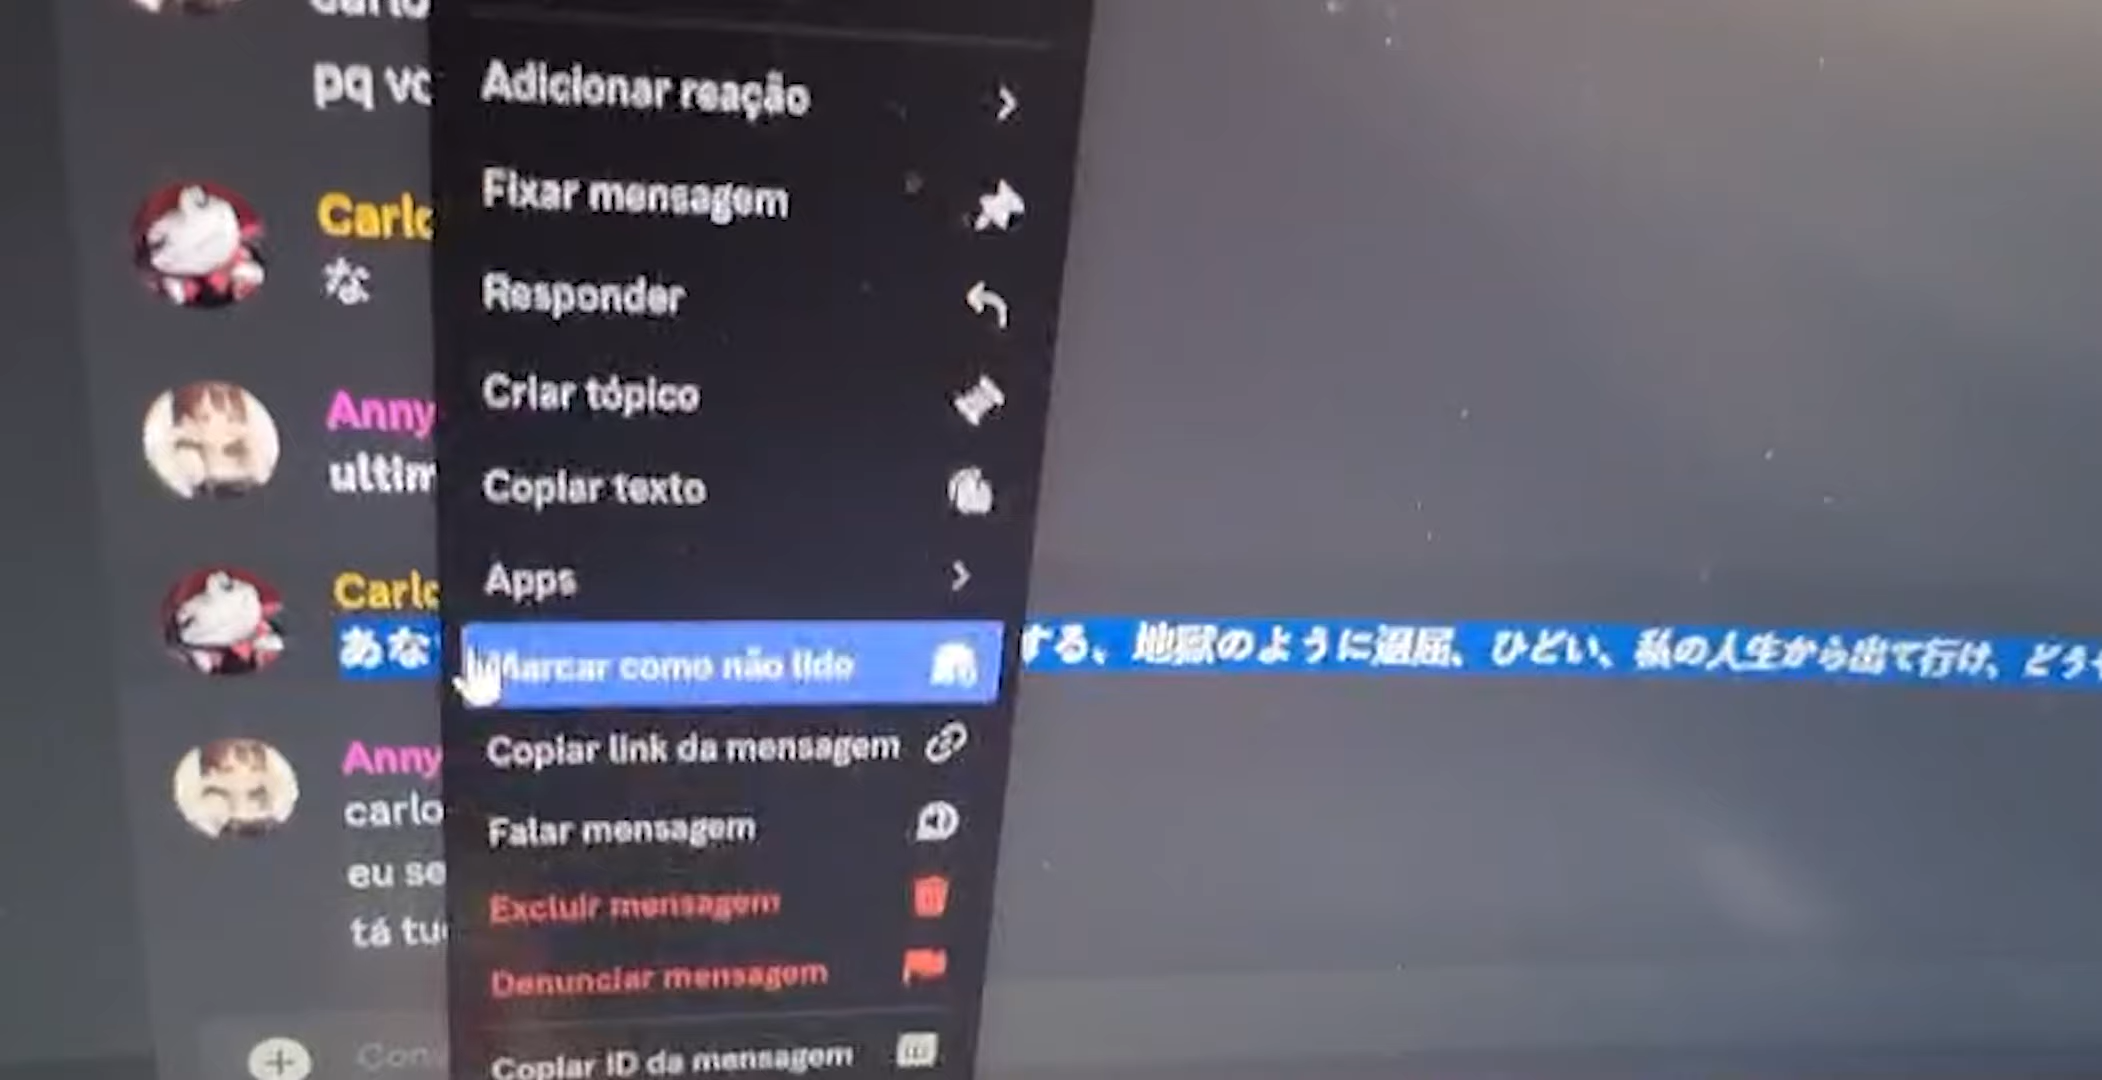 pq vc
Adicionar reação
Fixar mensagem
Carlo
な
Responder
Criar tópico
Anny
ultim
Copiar texto
Apps
Carlo
あな
する、地獄のように退屈、ひどい、私の人生から出て行け、どうも
Marcar como não lido
Anny
Copiar link da mensagem
carlo
Falar mensagem
eu se
Excluir mensagem
tá tu
Denunciar mensagem
Con
Copiar ID da mensagem